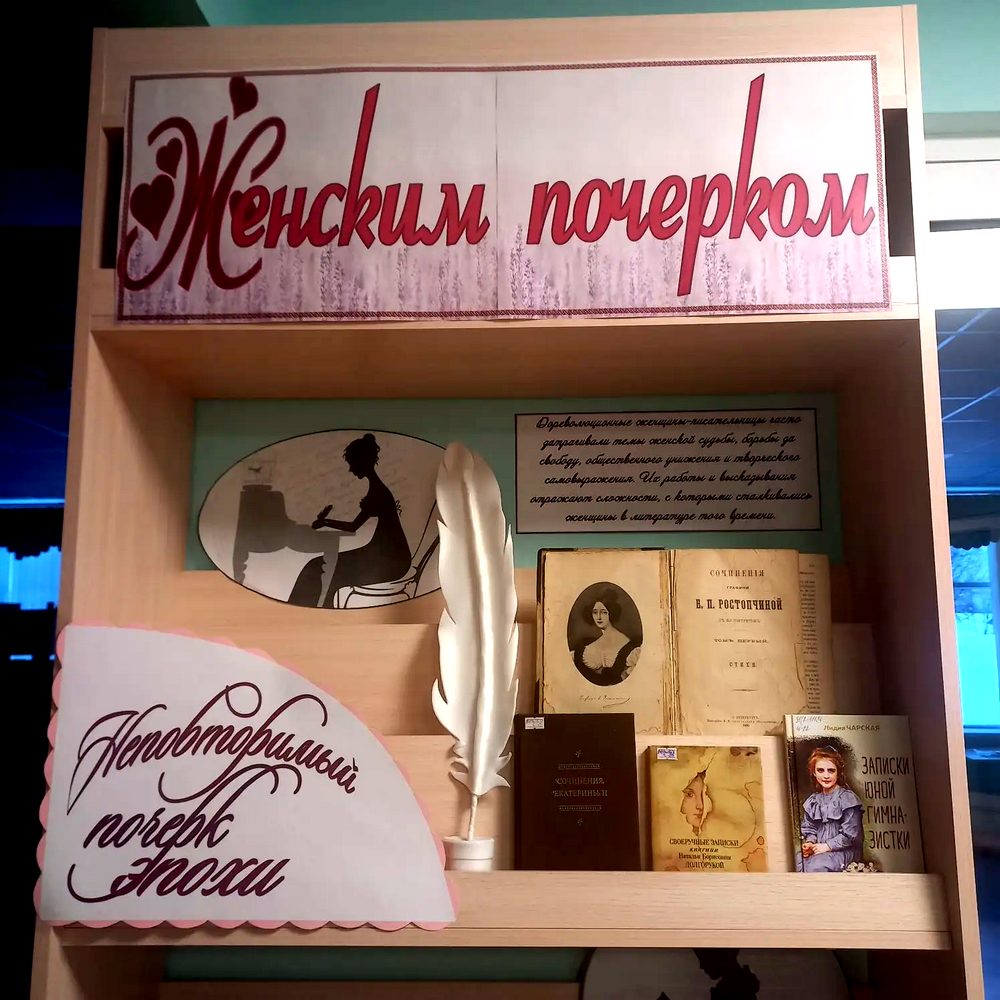 Женским почерком
Дореволюционные женщины-писательницы часто
затрагивали темы женской судьбы, борьбы за
свободу, общественного унижения и творческого
самовыражения. Их работы и высказывания
отражают сложности, с которыми сталкивались
женщины в литературе того времени.
СОЧИНЕНІЯ
ГРАФИНИ
Е. П. РОСТОПЧИНОЙ
ТОМЪ ПЕРВЫЙ.
СТИХИ
Неповторимый
почерк
эпохи
СОЧИНЕНИЯ
ЕКАТЕРИНЫ II
СВОЕРУЧНЫЕ ЗАПИСКИ
княгини
Натальи Борисовны
ДОЛГОРУКОЙ
Лидия ЧАРСКАЯ
ЗАПИСКИ
ЮНОЙ
ГИМНА-
ЗИСТКИ